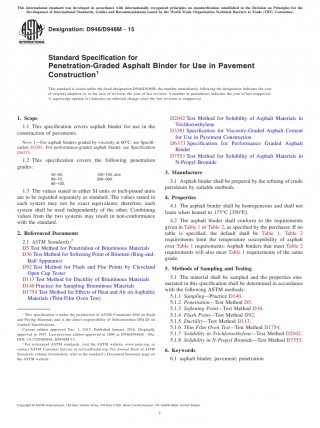 This international standard was developed in accordance with internationally recognized principles on standardization established in the Decision on Principles for the
Development of International Standards, Guides and Recommendations issued by the World Trade Organization Technical Barriers to Trade (TBT) Committee.
Designation: D946/D946M − 15
Standard Specification for
Penetration-Graded Asphalt Binder for Use in Pavement
Construction1
This standard is issued under the fixed designation D946/D946M; the number immediately following the designation indicates the year
of original adoption or, in the case of revision, the year of last revision. A number in parentheses indicates the year of last reapproval.
A superscript epsilon (ε) indicates an editorial change since the last revision or reapproval.
1. Scope
1.1 This specification covers asphalt binder for use in the
construction of pavements.
NOTE 1—For asphalt binder graded by viscosity at 60°C, see Specifi-
cation D3381. For performance-graded asphalt binder, see Specification
D6373.
1.2 This specification covers the following penetration
grades:
40–50, 120–150, and
60–70, 200–300.
85–100,
1.3 The values stated in either SI units or inch-pound units
are to be regarded separately as standard. The values stated in
each system may not be exact equivalents; therefore, each
system shall be used independently of the other. Combining
values from the two systems may result in non-conformance
with the standard.
2. Referenced Documents
2.1 ASTM Standards:2
D5 Test Method for Penetration of Bituminous Materials
D36 Test Method for Softening Point of Bitumen (Ring-and-
Ball Apparatus)
D92 Test Method for Flash and Fire Points by Cleveland
Open Cup Tester
D113 Test Method for Ductility of Bituminous Materials
D140 Practice for Sampling Bituminous Materials
D1754 Test Method for Effects of Heat and Air on Asphaltic
Materials (Thin-Film Oven Test)
1 This specification is under the jurisdiction of ASTM Committee D04 on Road
and Paving Materials and is the direct responsibility of Subcommittee D04.40 on
Asphalt Specifications.
Current edition approved Dec. 1, 2015. Published January 2016. Originally
approved in 1947. Last previous edition approved in 2009 as D946/D946M – 09a.
DOI: 10.1520/D0946_D0946M-15.
2 For referenced ASTM standards, visit the ASTM website, www.astm.org, or
contact ASTM Customer Service at service@astm.org. For Annual Book of ASTM
Standards volume information, refer to the standard's Document Summary page on
the ASTM website.
D2042 Test Method for Solubility of Asphalt Materials in
Trichloroethylene
D3381 Specification for Viscosity-Graded Asphalt Cement
for Use in Pavement Construction
D6373 Specification for Performance Graded Asphalt
Binder
D7553 Test Method for Solubility of Asphalt Materials in
N-Propyl Bromide
3. Manufacture
3.1 Asphalt binder shall be prepared by the refining of crude
petroleum by suitable methods.
4. Properties
4.1 The asphalt binder shall be homogeneous and shall not
foam when heated to 175°C [350°F].
4.2 The asphalt binder shall conform to the requirements
given in Table 1 or Table 2, as specified by the purchaser. If no
table is specified, the default shall be Table 1. Table 2
requirements limit the temperature susceptibility of asphalt
over Table 1 requirements. Asphalt binders that meet Table 2
requirements will also meet Table 1 requirements of the same
grade.
5. Methods of Sampling and Testing
5.1 The material shall be sampled and the properties enu-
merated in this specification shall be determined in accordance
with the following ASTM methods:
5.1.1 Sampling—Practice D140.
5.1.2 Penetration—Test Method D5.
5.1.3 Softening Point—Test Method D36.
5.1.4 Flash Point—Test Method D92.
5.1.5 Ductility—Test Method D113.
5.1.6 Thin Film Oven Test—Test Method D1754.
5.1.7 Solubility in Trichloroethylene—Test Method D2042.
5.1.8 Solubility in N-Propyl Bromide—Test Method D7553.
6. Keywords
6.1 asphalt binder; pavement; penetration
Copyright © ASTM International, 100 Barr Harbor Drive, PO Box C700, West Conshohocken, PA 19428-2959. United States
1